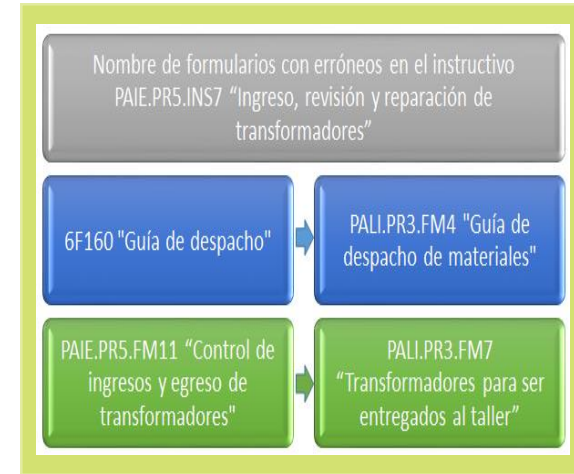 Nombre de formularios con erróneos en el instructivo
PAIE.PR5.INS7 “Ingreso, revisión y reparación de
transformadores”
6F160 "Guía de despacho"
PALI.PR3.FM4 "Guía de
despacho de materiales"
PAIE.PR5.FM11 “Control de
ingresos y egreso de
transformadores"
PALI.PR3.FM7
“Transformadores para ser
entregados al taller”